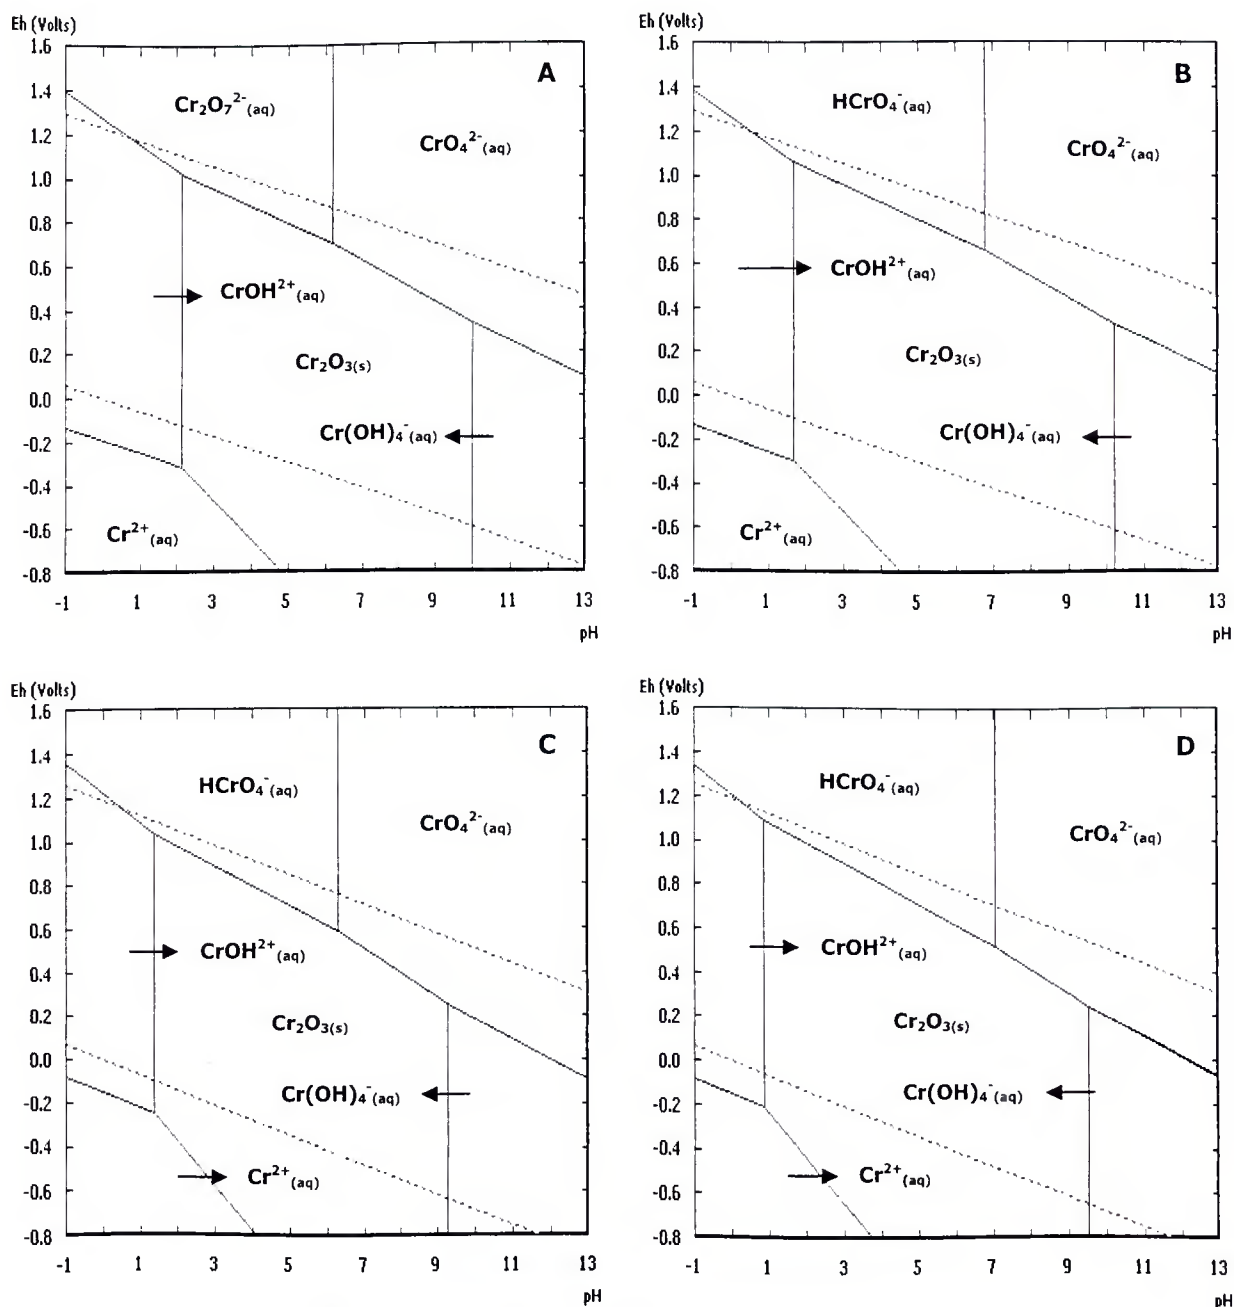 Eh (Volts)
1.6
1.4
1.2
1.0
0.8
0.6
0.4
0.2
0.0
-0.2
-0.4
-0.6
-0.8
A
Cr₂O₇²⁻(aq)
CrO₄²⁻(aq)
CrOH²⁺(aq)
Cr₂O₃(s)
Cr(OH)₄⁻(aq)
Cr²⁺(aq)
-1 1 3 5 7 9 11 13
pH
Eh (Volts)
1.6
1.4
1.2
1.0
0.8
0.6
0.4
0.2
0.0
-0.2
-0.4
-0.6
-0.8
B
HCrO₄⁻(aq)
CrO₄²⁻(aq)
CrOH²⁺(aq)
Cr₂O₃(s)
Cr(OH)₄⁻(aq)
Cr²⁺(aq)
-1 1 3 5 7 9 11 13
pH
Eh (Volts)
1.6
1.4
1.2
1.0
0.8
0.6
0.4
0.2
0.0
-0.2
-0.4
-0.6
-0.8
C
HCrO₄⁻(aq)
CrO₄²⁻(aq)
CrOH²⁺(aq)
Cr₂O₃(s)
Cr(OH)₄⁻(aq)
Cr²⁺(aq)
-1 1 3 5 7 9 11 13
pH
Eh (Volts)
1.6
1.4
1.2
1.0
0.8
0.6
0.4
0.2
0.0
-0.2
-0.4
-0.6
-0.8
D
HCrO₄⁻(aq)
CrO₄²⁻(aq)
CrOH²⁺(aq)
Cr₂O₃(s)
Cr(OH)₄⁻(aq)
Cr²⁺(aq)
-1 1 3 5 7 9 11 13
pH